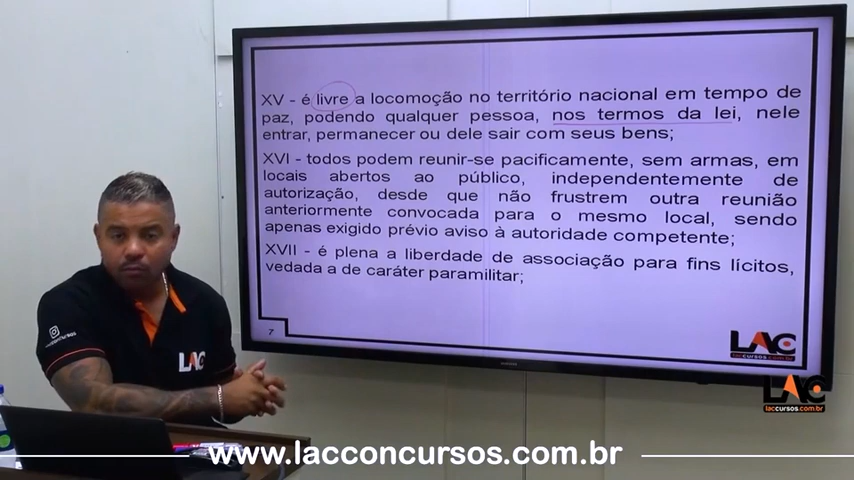 XV - é livre a locomoção no território nacional em tempo de
paz, podendo qualquer pessoa, nos termos da lei, nele
entrar, permanecer ou dele sair com seus bens;
XVI - todos podem reunir-se pacificamente, sem armas, em
locais abertos ao público, independentemente de
autorização, desde que não frustrem outra reunião
anteriormente convocada para o mesmo local, sendo
apenas exigido prévio aviso à autoridade competente;
XVII - é plena a liberdade de associação para fins lícitos,
vedada a de caráter paramilitar;
7
LAC
laccursos.com.br
LAC
laccursos.com.br
LAC
www.lacconcursos.com.br